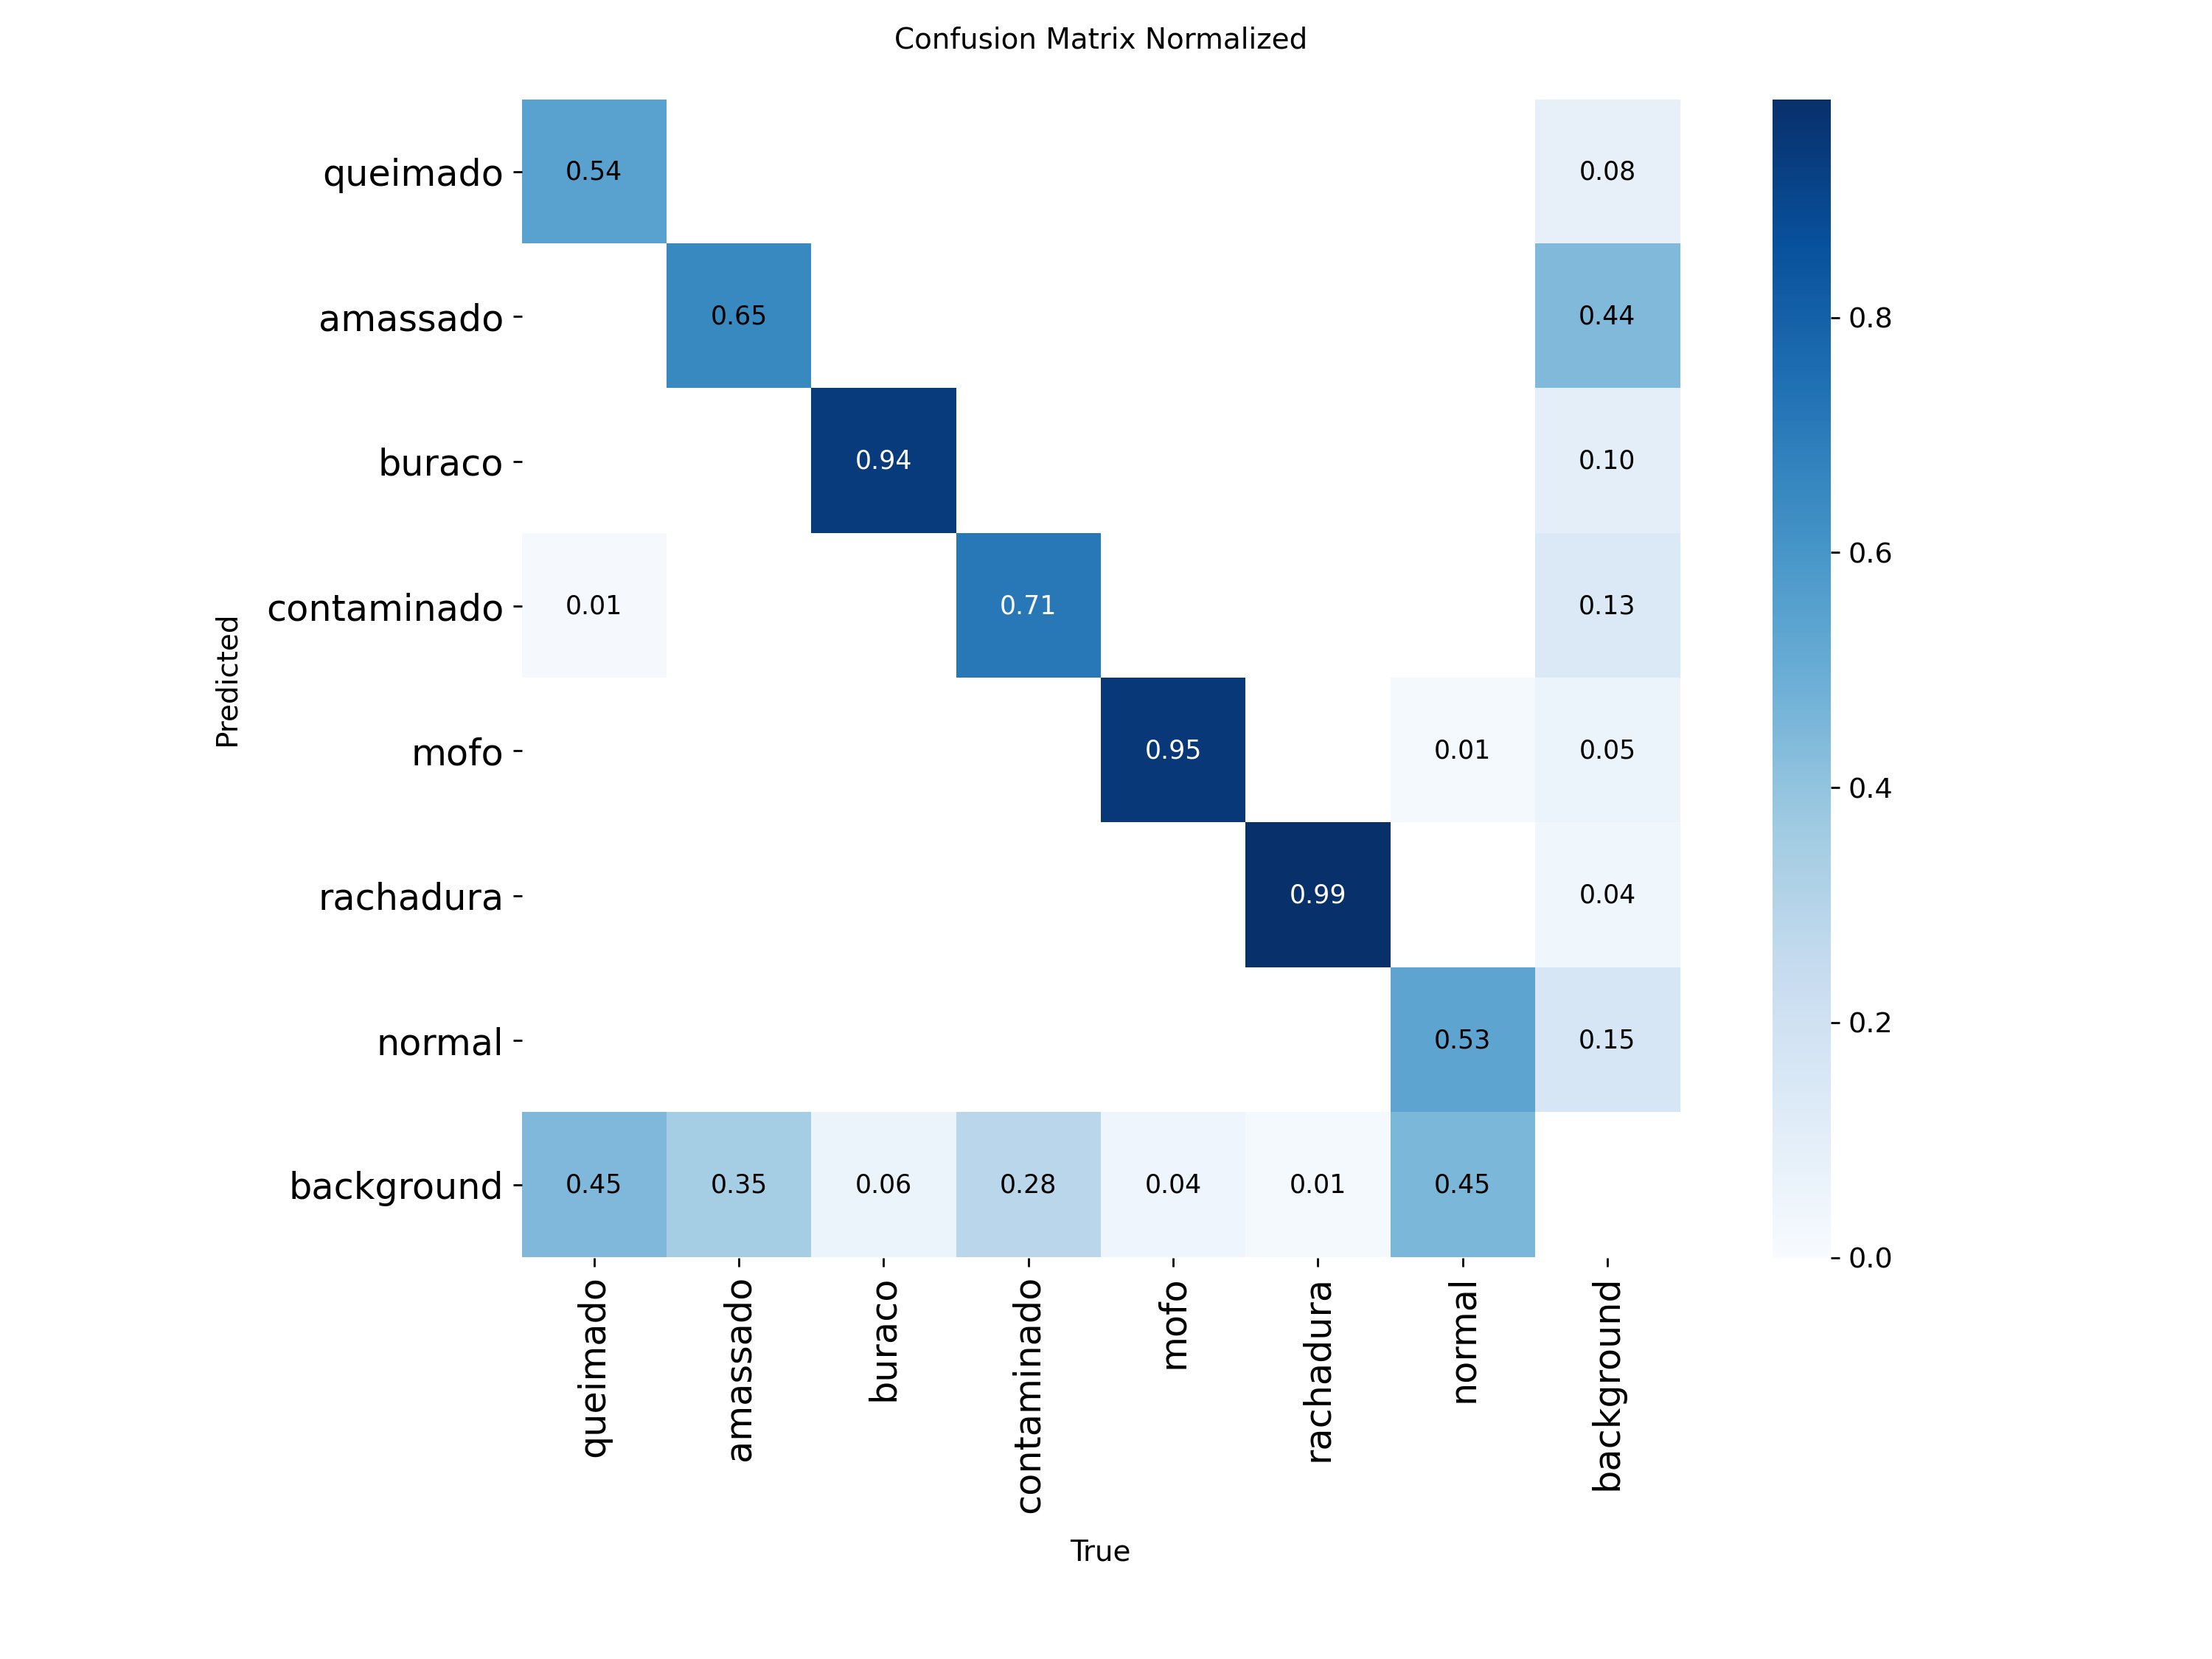 Confusion Matrix Normalized
queimado 0.54 0.08
amassado 0.65 0.44 0.8
buraco 0.94 0.10
0.6
contaminado 0.01 0.71 0.13
Predicted
mofo 0.95 0.01 0.05
0.4
rachadura 0.99 0.04
0.2
normal 0.53 0.15
background 0.45 0.35 0.06 0.28 0.04 0.01 0.45
0.0
queimado
amassado
buraco
contaminado
mofo
rachadura
normal
background
True